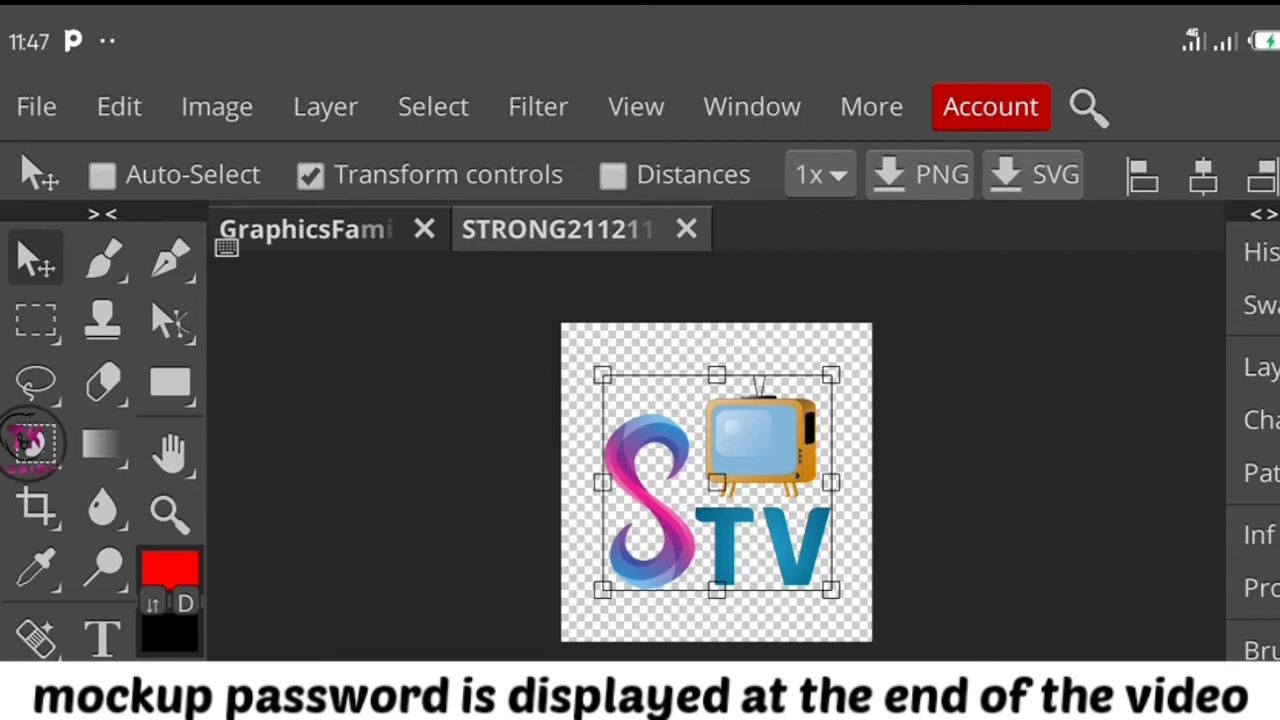 11:47
4G
File Edit Image Layer Select Filter View Window More Account
Auto-Select Transform controls Distances 1x PNG SVG
> < < >
GraphicsFami STRONG211211
His
Swa
Lay
Cha
Pat
Inf
Pro
Bru
S
TV
D
T
mockup password is displayed at the end of the video